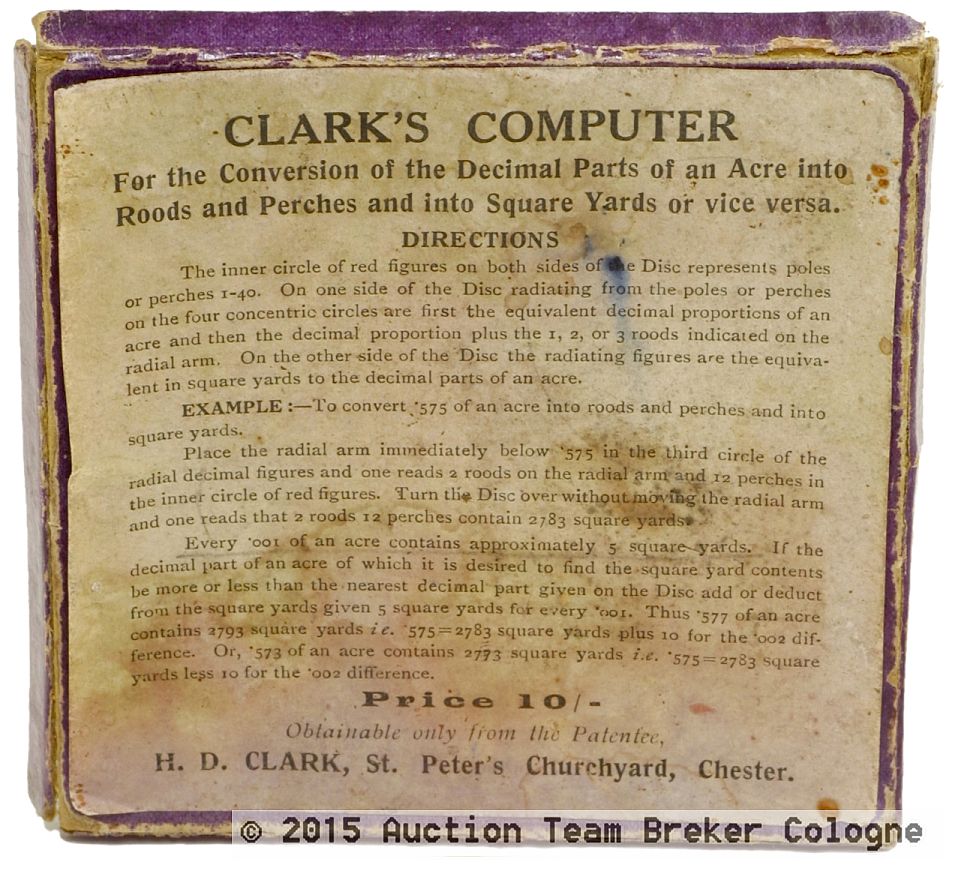 CLARK'S COMPUTER
For the Conversion of the Decimal Parts of an Acre into
Roods and Perches and into Square Yards or vice versa.
DIRECTIONS
The inner circle of red figures on both sides of the Disc represents poles
or perches 1-40. On one side of the Disc radiating from the poles or perches
on the four concentric circles are first the equivalent decimal proportions of an
acre and then the decimal proportion plus the 1, 2, or 3 roods indicated on the
radial arm. On the other side of the Disc the radiating figures are the equiva-
lent in square yards to the decimal parts of an acre.
EXAMPLE :—To convert ·575 of an acre into roods and perches and into
square yards.
Place the radial arm immediately below ·575 in the third circle of the
radial decimal figures and one reads 2 roods on the radial arm and 12 perches in
the inner circle of red figures. Turn the Disc over without moving the radial arm
and one reads that 2 roods 12 perches contain 2783 square yards.
Every ·001 of an acre contains approximately 5 square yards. If the
decimal part of an acre of which it is desired to find the square yard contents
be more or less than the nearest decimal part given on the Disc add or deduct
from the square yards given 5 square yards for every ·001. Thus ·577 of an acre
contains 2793 square yards i.e. ·575=2783 square yards plus 10 for the ·002 dif-
ference. Or, ·573 of an acre contains 2773 square yards i.e. ·575=2783 square
yards less 10 for the ·002 difference.
Price 10/-
Obtainable only from the Patentee,
H. D. CLARK, St. Peter's Churchyard, Chester.
© 2015 Auction Team Breker Cologne